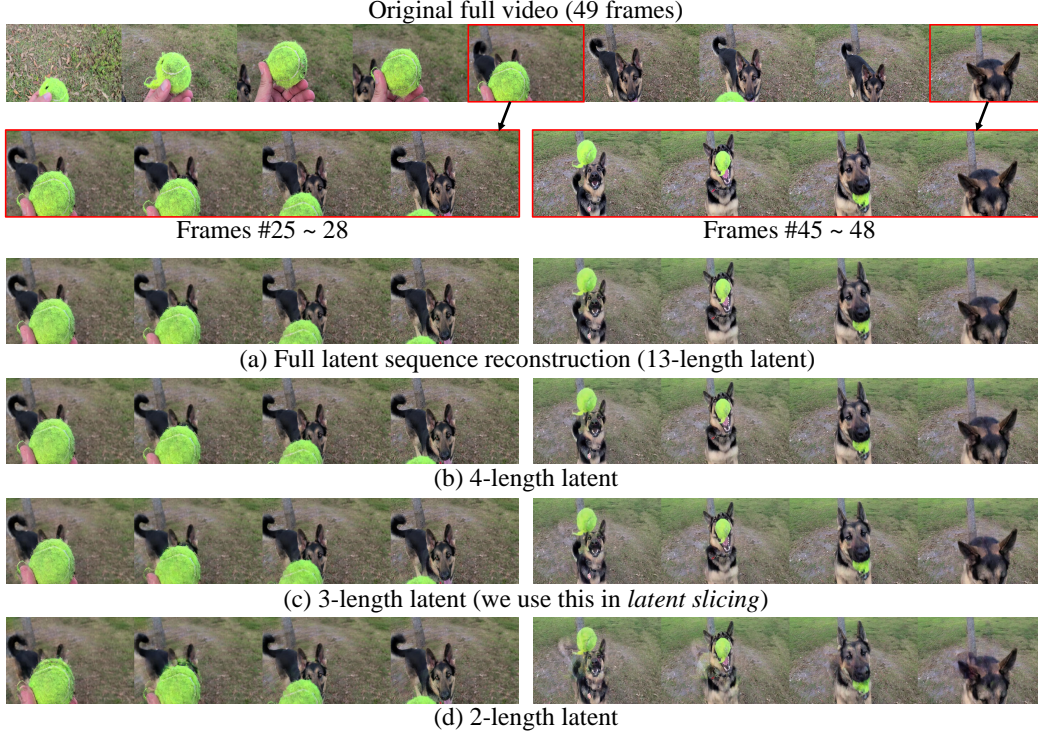 Original full video (49 frames)
Frames #25 ~ 28
Frames #45 ~ 48
(a) Full latent sequence reconstruction (13-length latent)
(b) 4-length latent
(c) 3-length latent (we use this in latent slicing)
(d) 2-length latent